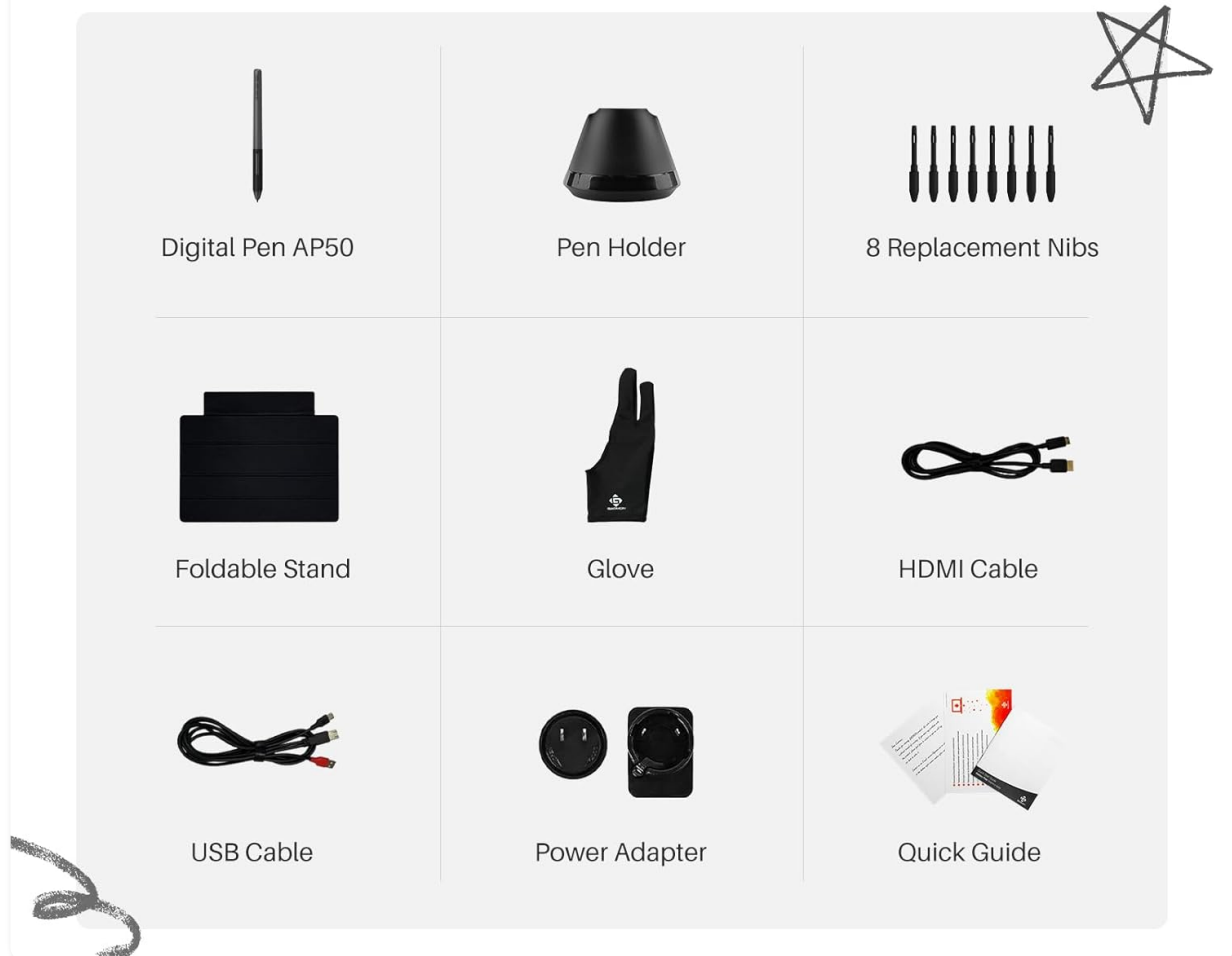 Digital Pen AP50
Pen Holder
8 Replacement Nibs
Foldable Stand
Glove
HDMI Cable
USB Cable
Power Adapter
Quick Guide